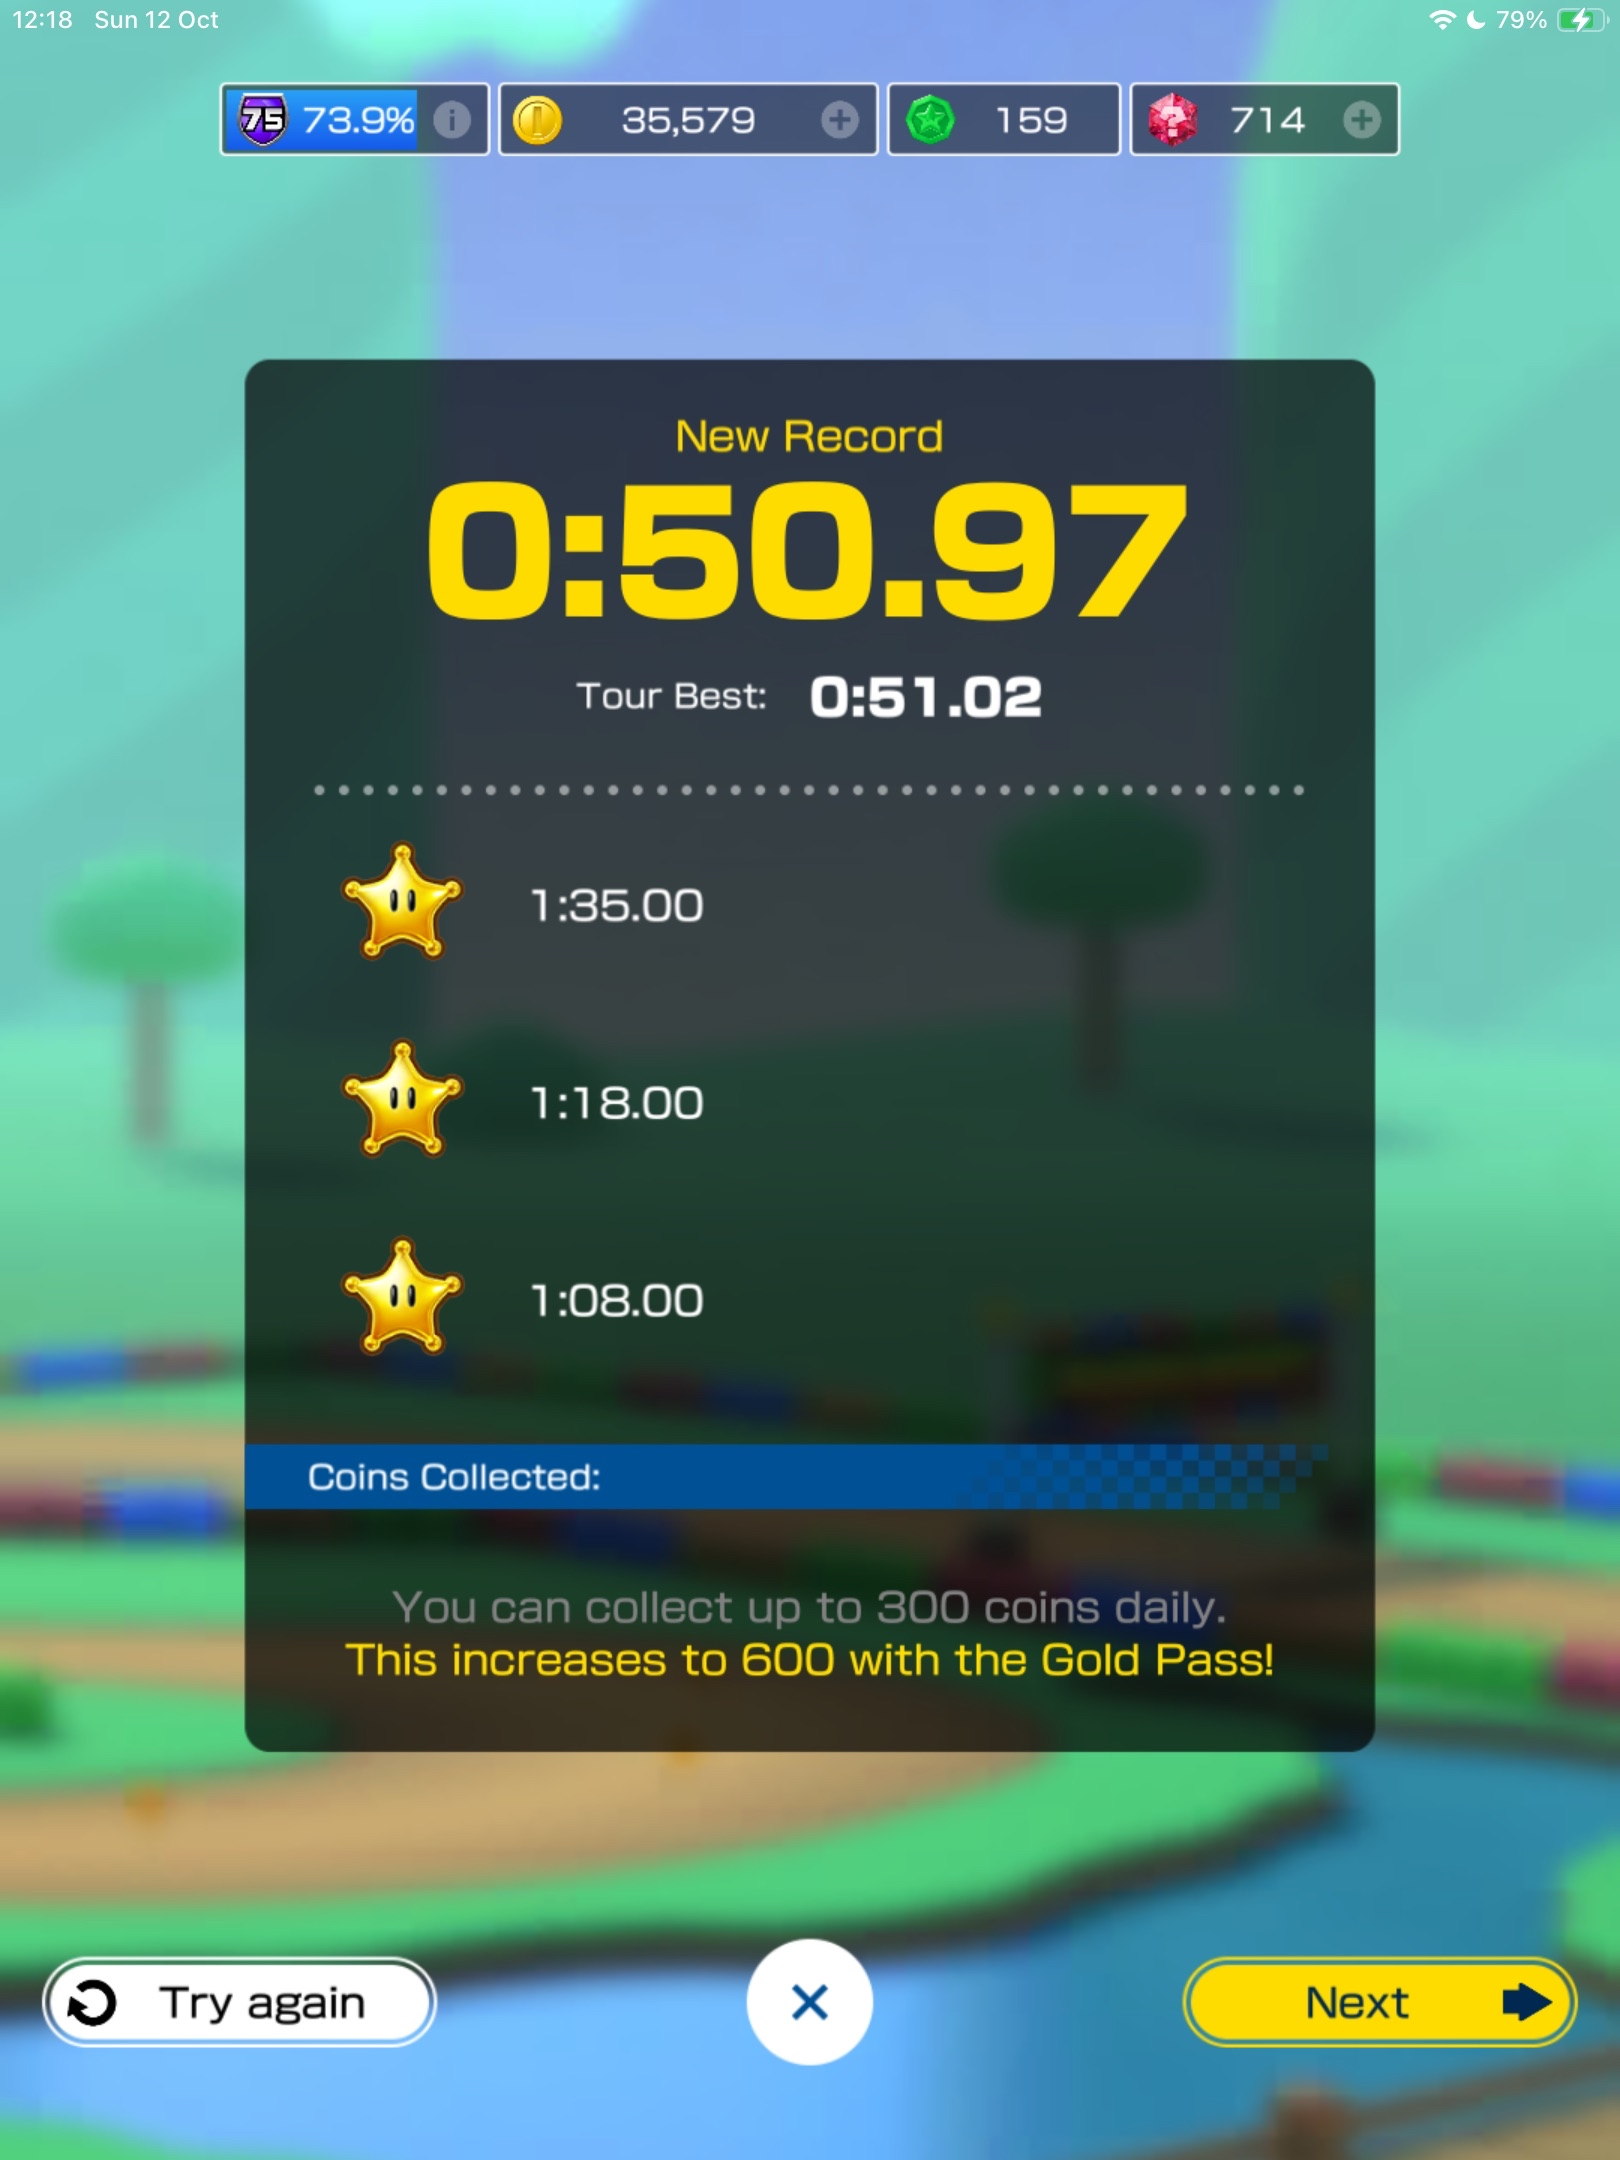 12:18 Sun 12 Oct 79%
75 73.9% i 35,579 + 159 ? 714 +
New Record
0:50.97
Tour Best: 0:51.02
1:35.00
1:18.00
1:08.00
Coins Collected:
You can collect up to 300 coins daily.
This increases to 600 with the Gold Pass!
Try again × Next